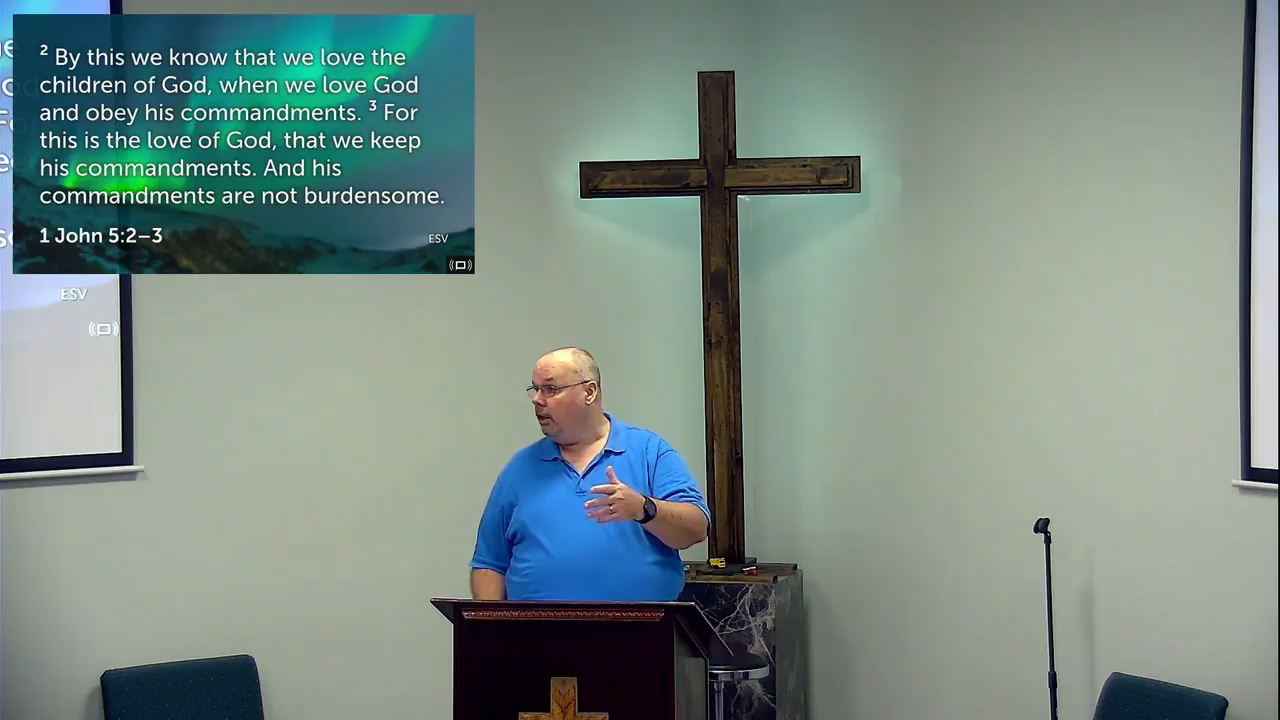 ² By this we know that we love the
children of God, when we love God
and obey his commandments. ³ For
this is the love of God, that we keep
his commandments. And his
commandments are not burdensome.
1 John 5:2–3
ESV
ESV